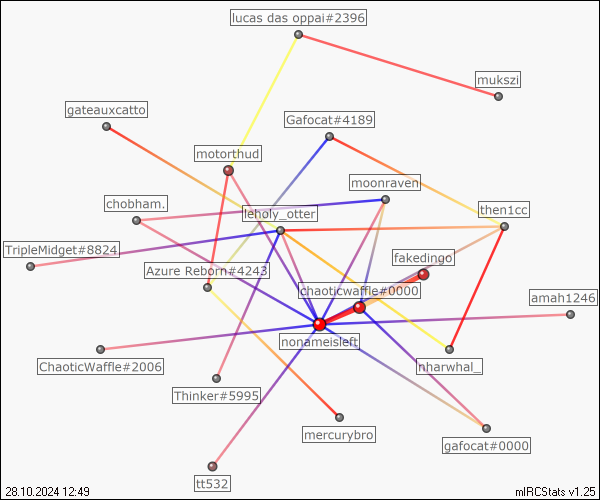 lucas das oppai#2396
mukszi
gateauxcatto
Gafocat#4189
motorthud
moonraven
chobham.
leholy_otter
then1cc
TripleMidget#8824
fakedingo
Azure Reborn#4243
chaoticwaffle#0000
amah1246
nonameisleft
ChaoticWaffle#2006
nharwhal_
Thinker#5995
mercurybro
gafocat#0000
tt532
28.10.2024 12:49
mIRCStats v1.25